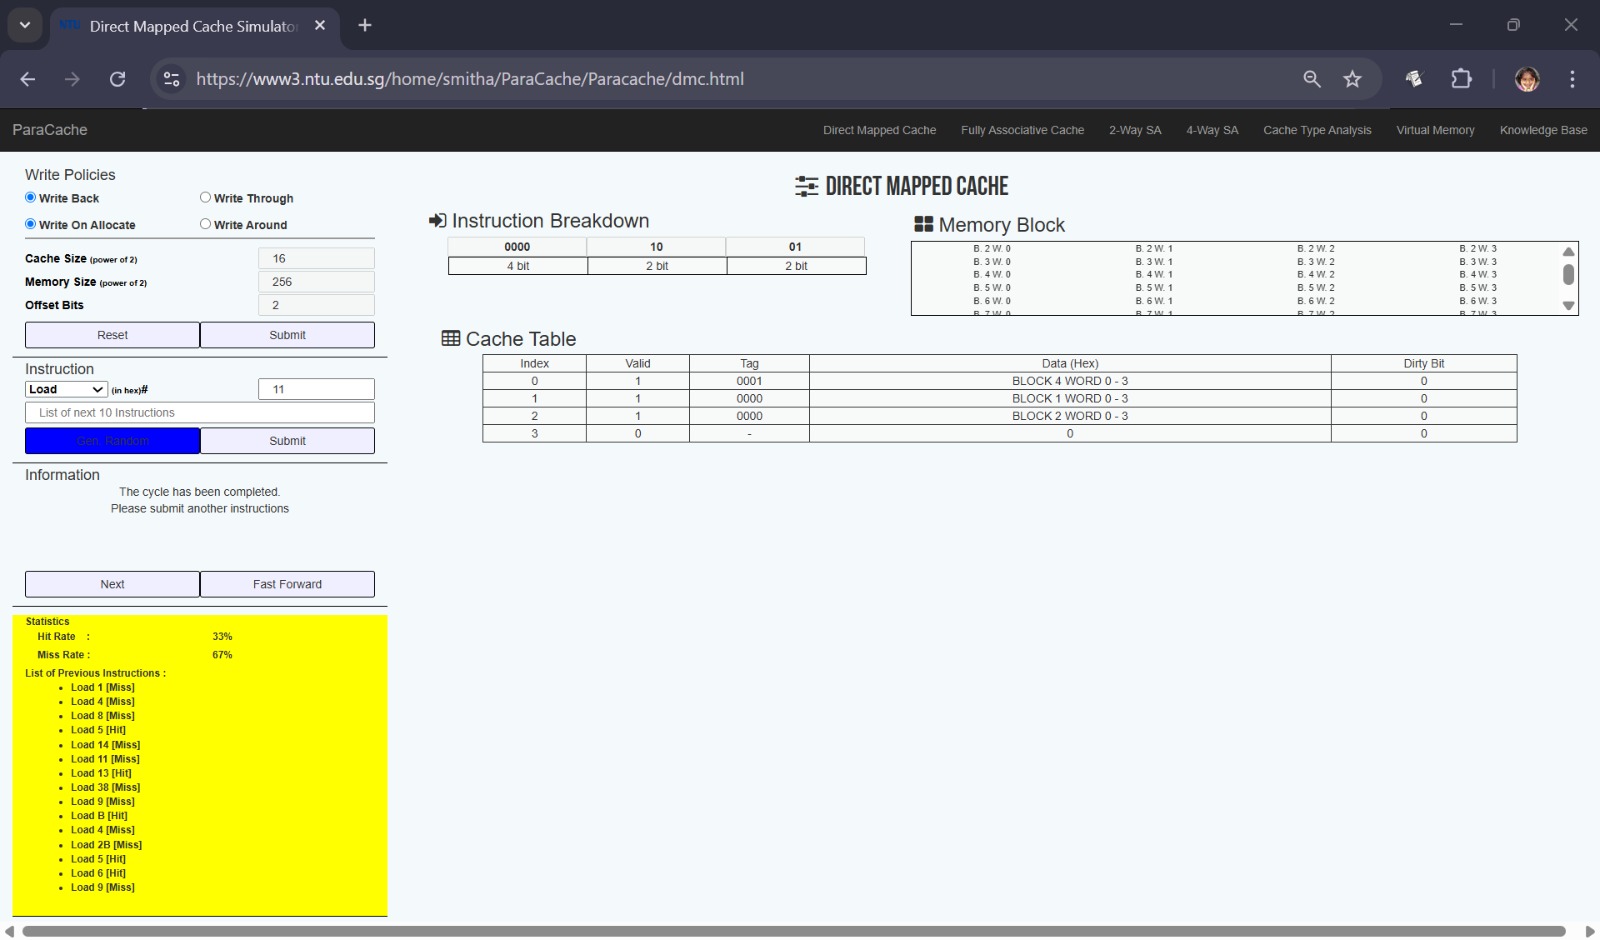 NTU Direct Mapped Cache Simulato
https://www3.ntu.edu.sg/home/smitha/ParaCache/Paracache/dmc.html
ParaCache Direct Mapped Cache Fully Associative Cache 2-Way SA 4-Way SA Cache Type Analysis Virtual Memory Knowledge Base
Write Policies
Write Back Write Through
Write On Allocate Write Around
Cache Size (power of 2) 16
Memory Size (power of 2) 256
Offset Bits 2
Reset Submit
Instruction
Load (in hex)# 11
List of next 10 Instructions
Gen. Random Submit
Information
The cycle has been completed.
Please submit another instructions
Next Fast Forward
Statistics
Hit Rate : 33%
Miss Rate : 67%
List of Previous Instructions :
• Load 1 [Miss]
• Load 4 [Miss]
• Load 8 [Miss]
• Load 5 [Hit]
• Load 14 [Miss]
• Load 11 [Miss]
• Load 13 [Hit]
• Load 38 [Miss]
• Load 9 [Miss]
• Load B [Hit]
• Load 4 [Miss]
• Load 2B [Miss]
• Load 5 [Hit]
• Load 6 [Hit]
• Load 9 [Miss]
DIRECT MAPPED CACHE
Instruction Breakdown
0000 10 01
4 bit 2 bit 2 bit
Memory Block
B. 2 W. 0 B. 2 W. 1 B. 2 W. 2 B. 2 W. 3
B. 3 W. 0 B. 3 W. 1 B. 3 W. 2 B. 3 W. 3
B. 4 W. 0 B. 4 W. 1 B. 4 W. 2 B. 4 W. 3
B. 5 W. 0 B. 5 W. 1 B. 5 W. 2 B. 5 W. 3
B. 6 W. 0 B. 6 W. 1 B. 6 W. 2 B. 6 W. 3
B. 7 W. 0 B. 7 W. 1 B. 7 W. 2 B. 7 W. 3
Cache Table
Index Valid Tag Data (Hex) Dirty Bit
0 1 0001 BLOCK 4 WORD 0 - 3 0
1 1 0000 BLOCK 1 WORD 0 - 3 0
2 1 0000 BLOCK 2 WORD 0 - 3 0
3 0 - 0 0